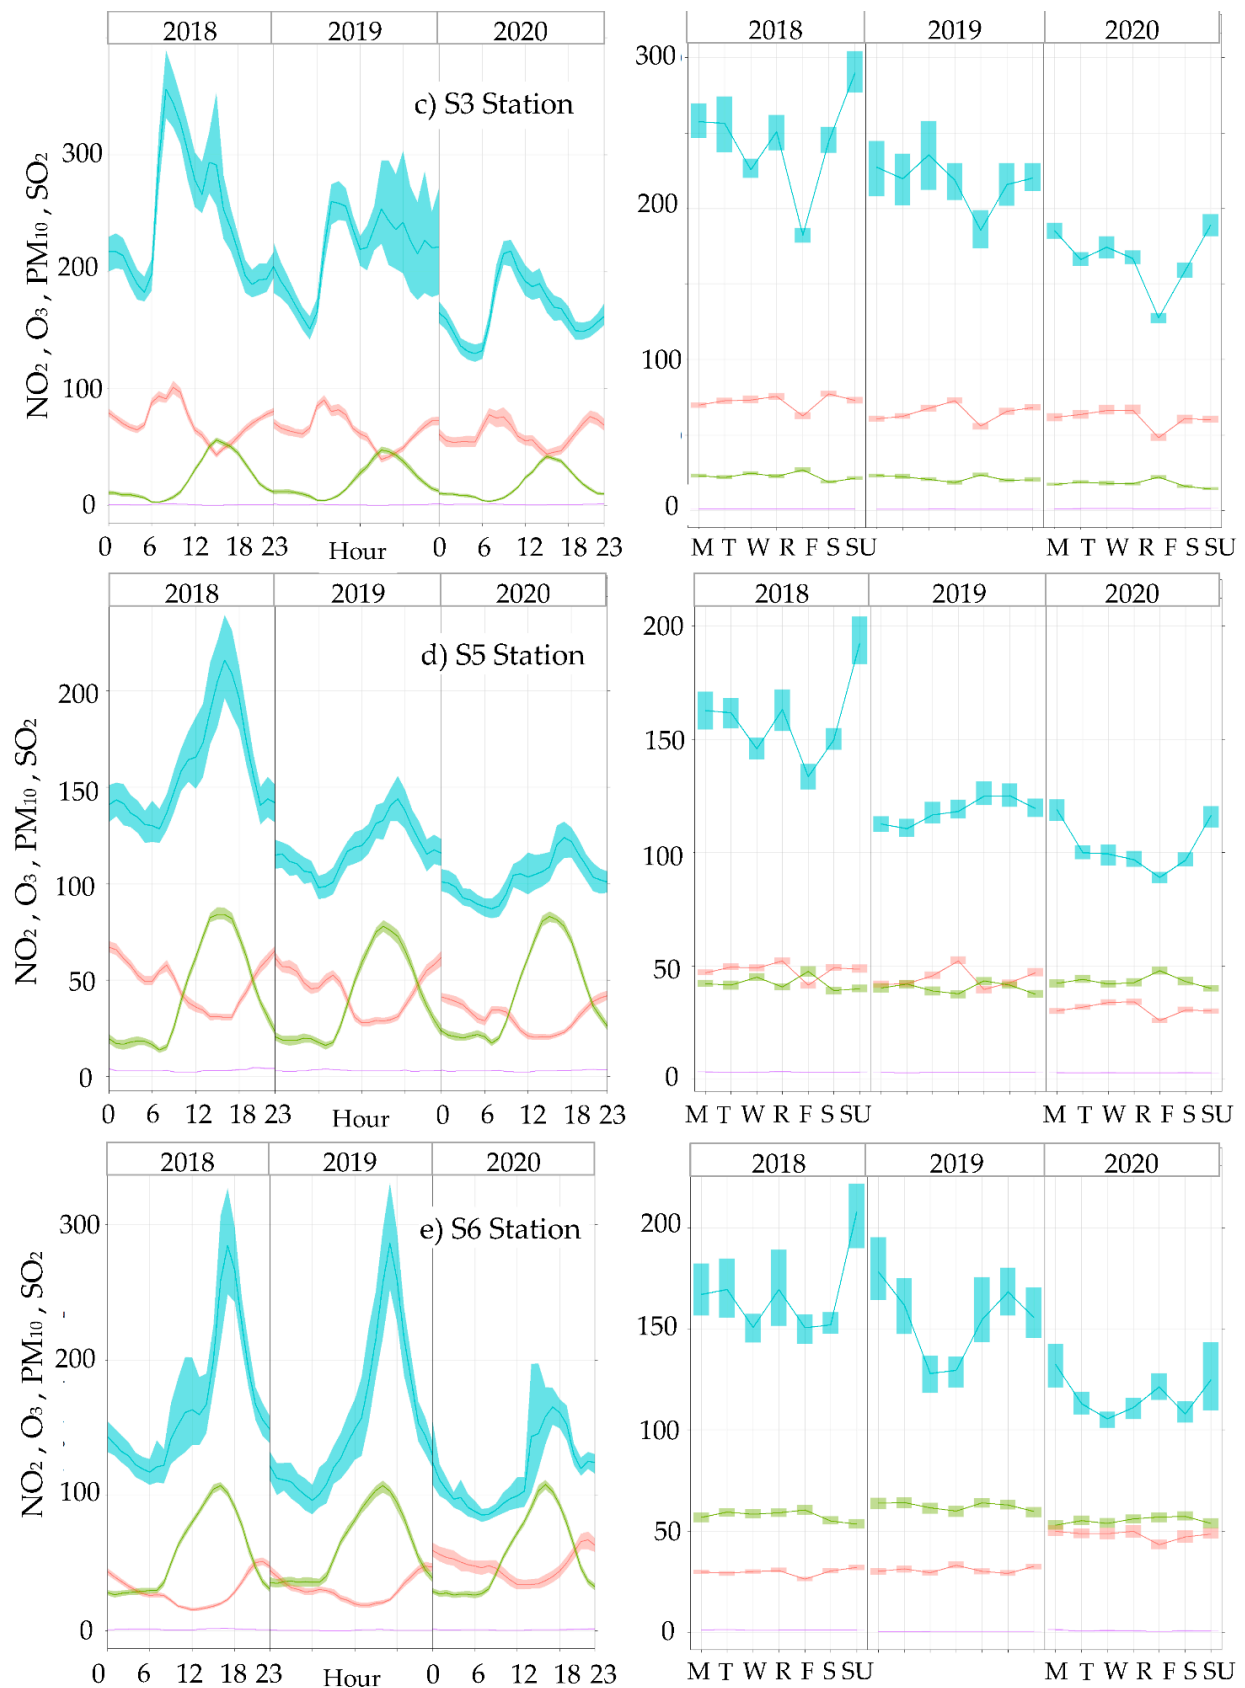 2018 2019 2020
2018 2019 2020
c) S3 Station
NO₂ , O₃ , PM₁₀ , SO₂
300
200
100
0
300
200
100
0
0 6 12 18 23 Hour 0 6 12 18 23
M T W R F S SU M T W R F S SU
2018 2019 2020
2018 2019 2020
d) S5 Station
NO₂ , O₃ , PM₁₀ , SO₂
200
150
100
50
0
200
150
100
50
0
0 6 12 18 23 Hour 0 6 12 18 23
M T W R F S SU M T W R F S SU
2018 2019 2020
2018 2019 2020
e) S6 Station
NO₂ , O₃ , PM₁₀ , SO₂
300
200
100
0
200
150
100
50
0
0 6 12 18 23 Hour 0 6 12 18 23
M T W R F S SU M T W R F S SU